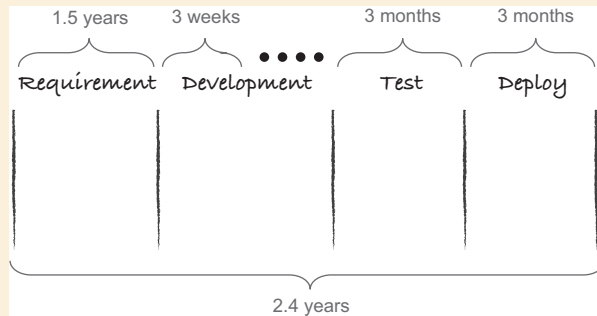 1.5 years 3 weeks 3 months 3 months
Requirement Development Test Deploy
2.4 years